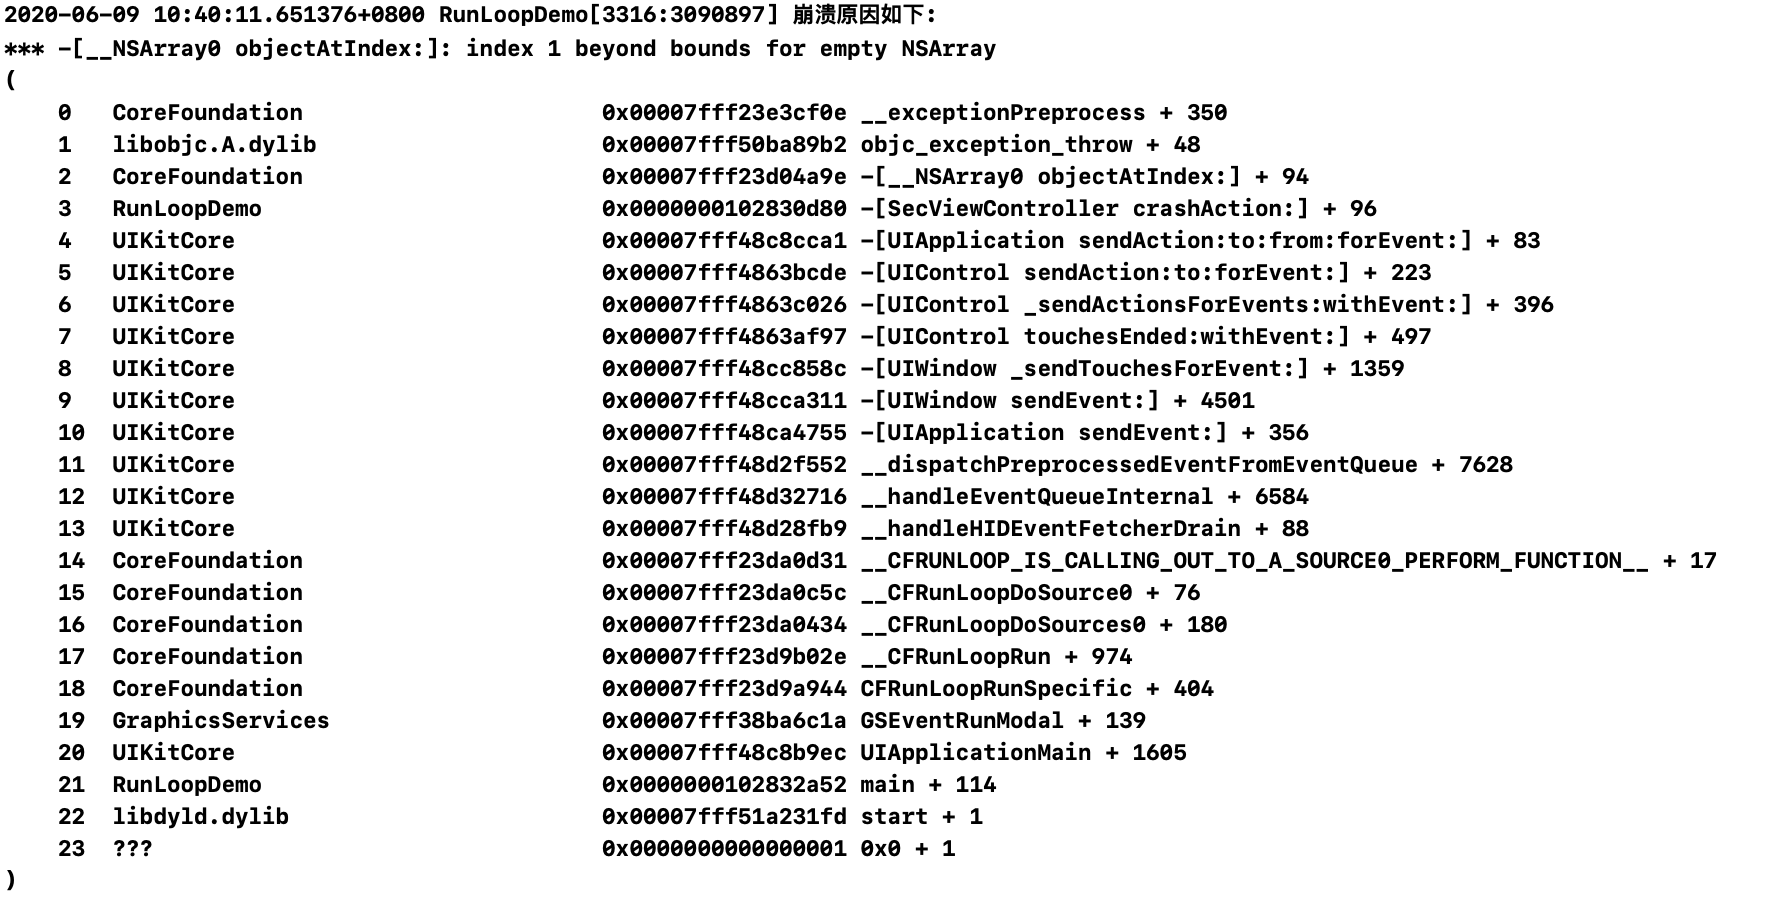 2020-06-09 10:40:11.651376+0800 RunLoopDemo[3316:3090897] 崩溃原因如下:
*** -[__NSArray0 objectAtIndex:]: index 1 beyond bounds for empty NSArray
(
0 CoreFoundation 0x00007fff23e3cf0e __exceptionPreprocess + 350
1 libobjc.A.dylib 0x00007fff50ba89b2 objc_exception_throw + 48
2 CoreFoundation 0x00007fff23d04a9e -[__NSArray0 objectAtIndex:] + 94
3 RunLoopDemo 0x0000000102830d80 -[SecViewController crashAction:] + 96
4 UIKitCore 0x00007fff48c8cca1 -[UIApplication sendAction:to:from:forEvent:] + 83
5 UIKitCore 0x00007fff4863bcde -[UIControl sendAction:to:forEvent:] + 223
6 UIKitCore 0x00007fff4863c026 -[UIControl _sendActionsForEvents:withEvent:] + 396
7 UIKitCore 0x00007fff4863af97 -[UIControl touchesEnded:withEvent:] + 497
8 UIKitCore 0x00007fff48cc858c -[UIWindow _sendTouchesForEvent:] + 1359
9 UIKitCore 0x00007fff48cca311 -[UIWindow sendEvent:] + 4501
10 UIKitCore 0x00007fff48ca4755 -[UIApplication sendEvent:] + 356
11 UIKitCore 0x00007fff48d2f552 __dispatchPreprocessedEventFromEventQueue + 7628
12 UIKitCore 0x00007fff48d32716 __handleEventQueueInternal + 6584
13 UIKitCore 0x00007fff48d28fb9 __handleHIDEventFetcherDrain + 88
14 CoreFoundation 0x00007fff23da0d31 __CFRUNLOOP_IS_CALLING_OUT_TO_A_SOURCE0_PERFORM_FUNCTION__ + 17
15 CoreFoundation 0x00007fff23da0c5c __CFRunLoopDoSource0 + 76
16 CoreFoundation 0x00007fff23da0434 __CFRunLoopDoSources0 + 180
17 CoreFoundation 0x00007fff23d9b02e __CFRunLoopRun + 974
18 CoreFoundation 0x00007fff23d9a944 CFRunLoopRunSpecific + 404
19 GraphicsServices 0x00007fff38ba6c1a GSEventRunModal + 139
20 UIKitCore 0x00007fff48c8b9ec UIApplicationMain + 1605
21 RunLoopDemo 0x0000000102832a52 main + 114
22 libdyld.dylib 0x00007fff51a231fd start + 1
23 ??? 0x0000000000000001 0x0 + 1
)